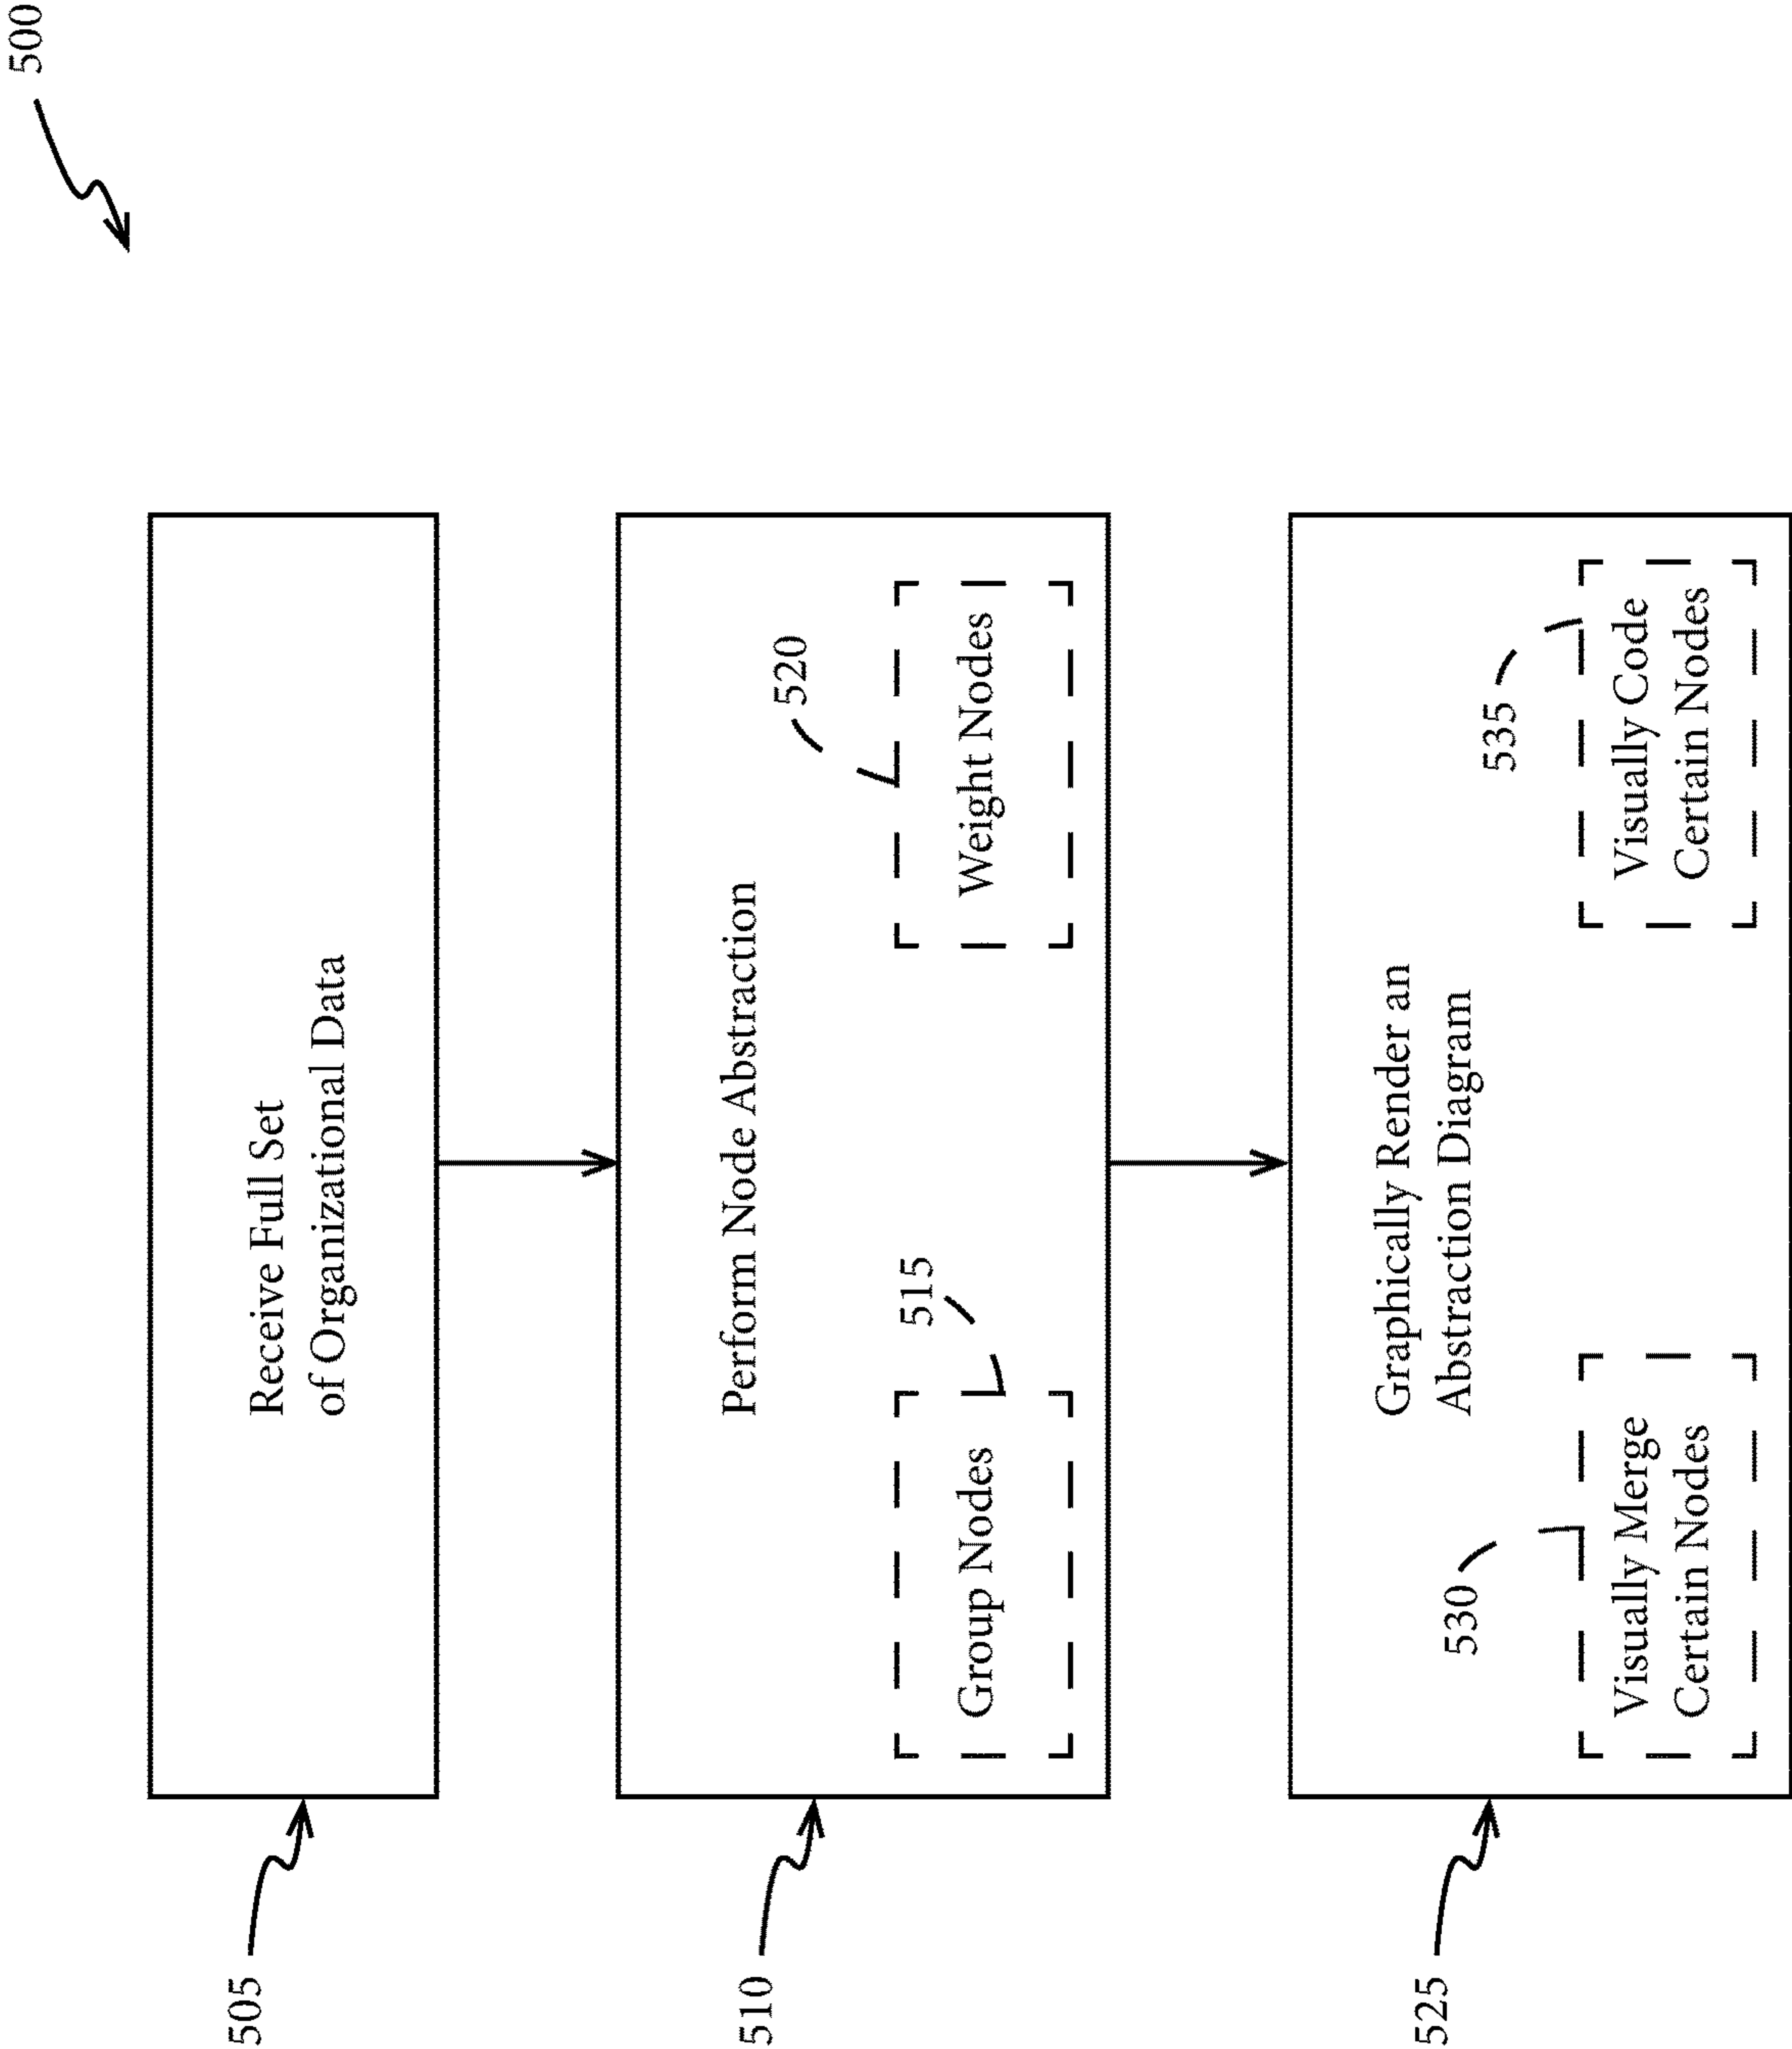 500
505
Receive Full Set
of Organizational Data
510
Perform Node Abstraction
515
Group Nodes
520
Weight Nodes
525
Graphically Render an
Abstraction Diagram
530
Visually Merge
Certain Nodes
535
Visually Code
Certain Nodes